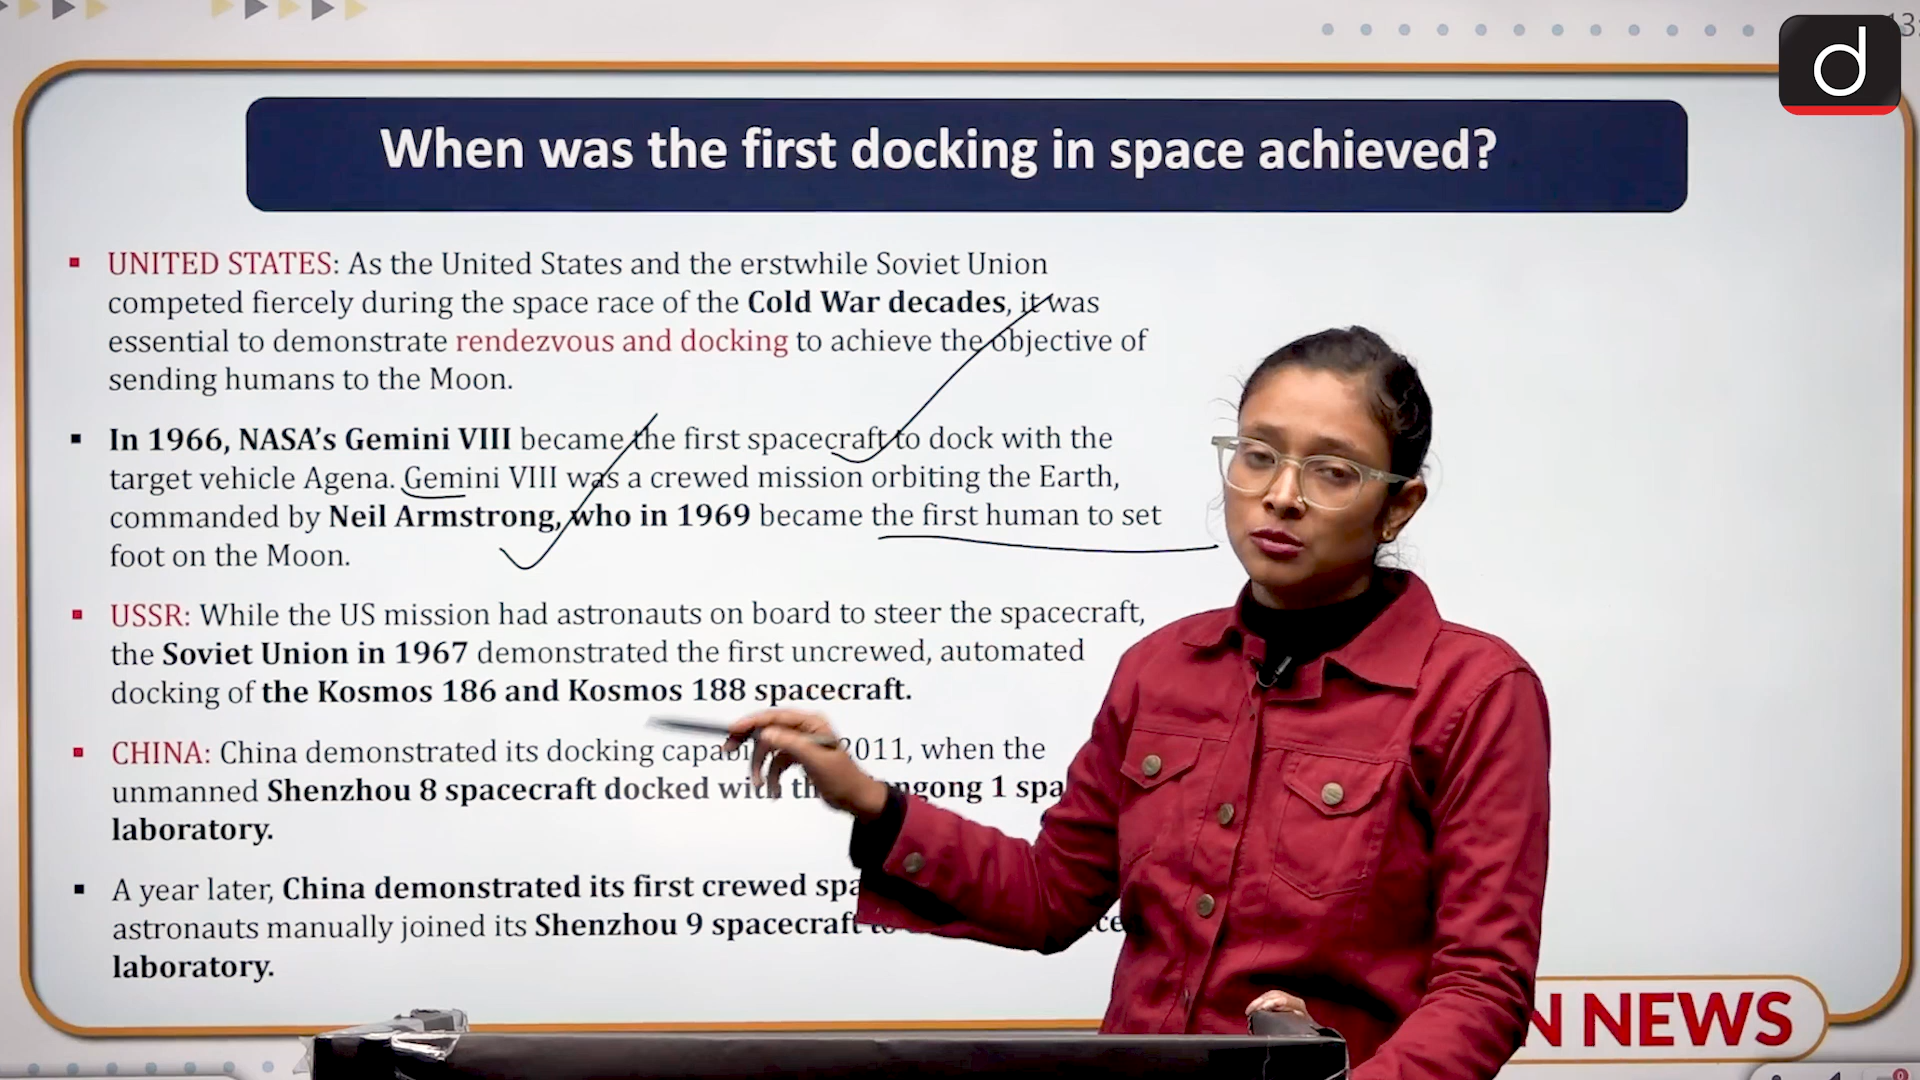 13:
d
When was the first docking in space achieved?
▪ UNITED STATES: As the United States and the erstwhile Soviet Union
competed fiercely during the space race of the Cold War decades, it was
essential to demonstrate rendezvous and docking to achieve the objective of
sending humans to the Moon.
▪ In 1966, NASA’s Gemini VIII became the first spacecraft to dock with the
target vehicle Agena. Gemini VIII was a crewed mission orbiting the Earth,
commanded by Neil Armstrong, who in 1969 became the first human to set
foot on the Moon.
▪ USSR: While the US mission had astronauts on board to steer the spacecraft,
the Soviet Union in 1967 demonstrated the first uncrewed, automated
docking of the Kosmos 186 and Kosmos 188 spacecraft.
▪ CHINA: China demonstrated its docking 2011, when the
unmanned Shenzhou 8 spacecraft docked with 1
laboratory.
▪ A year later, China demonstrated its first crewed
astronauts manually joined its Shenzhou 9 spacecraft
laboratory.
N NEWS